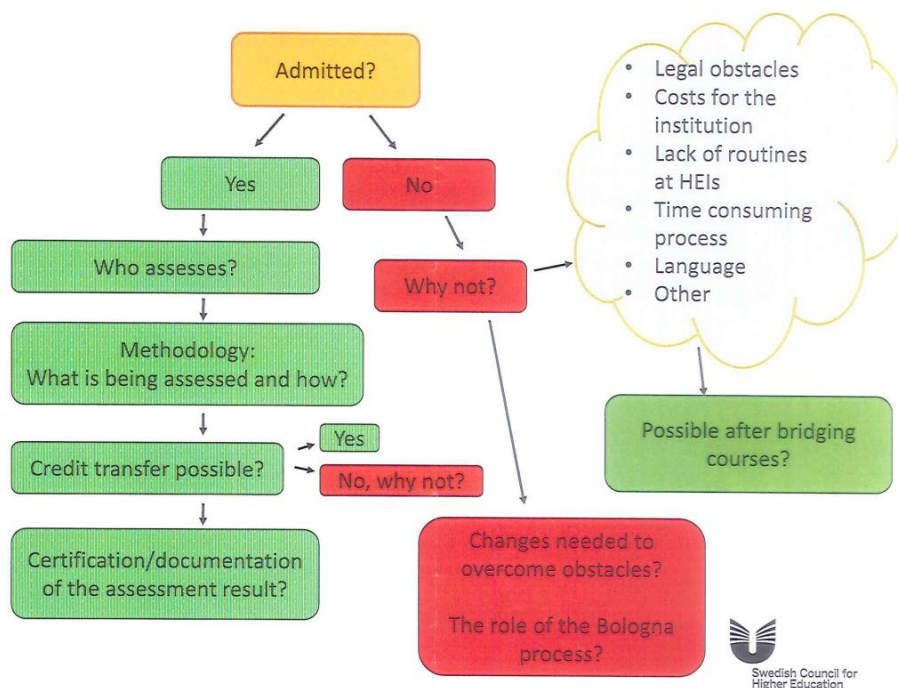 Admitted?
Yes
No
Who assesses?
Why not?
Methodology:
What is being assessed and how?
Credit transfer possible?
Yes
No, why not?
Certification/documentation
of the assessment result?
• Legal obstacles
• Costs for the
institution
• Lack of routines
at HEIs
• Time consuming
process
• Language
• Other
Possible after bridging
courses?
Changes needed to
overcome obstacles?
The role of the Bologna
process?
Swedish Council for
Higher Education